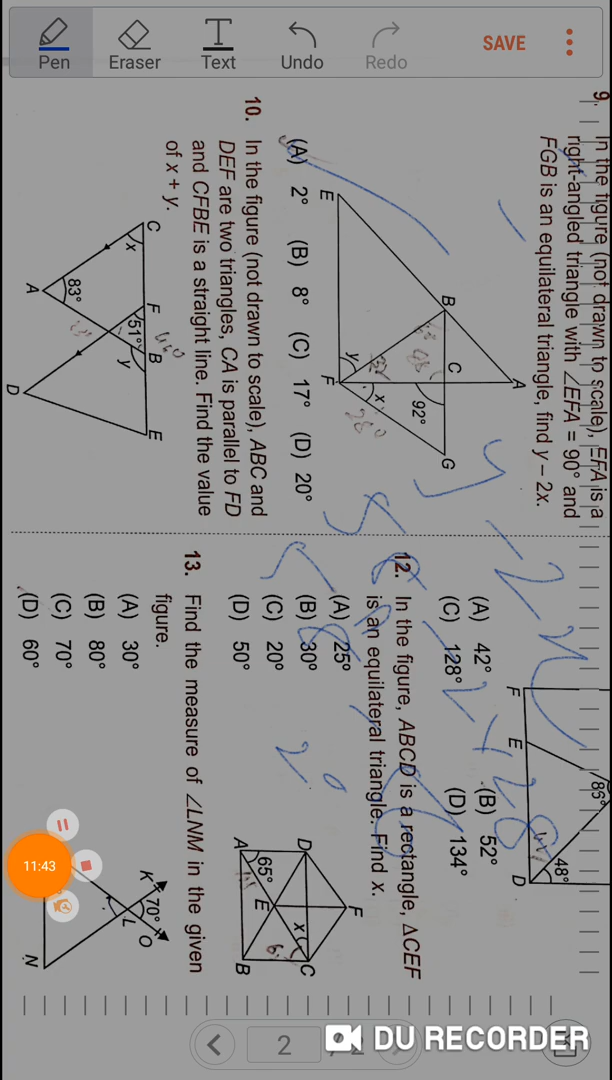 Pen
Eraser
Text
Undo
Redo
SAVE
9. In the figure (not drawn to scale), EFA is a
right-angled triangle with ∠EFA = 90° and
FGB is an equilateral triangle, find y – 2x.
A
B
C
G
E
F
92°
x
y
28°
(A) 2° (B) 8° (C) 17° (D) 20°
10. In the figure (not drawn to scale), ABC and
DEF are two triangles, CA is parallel to FD
and CFBE is a straight line. Find the value
of x + y.
C
F
B
E
x
51°
y
83°
A
D
y - 2x
2°
86°
48°
F
E
D
(A) 42° (B) 52°
(C) 128° (D) 134°
12. In the figure, ABCD is a rectangle, ΔCEF
is an equilateral triangle. Find x.
(A) 25°
(B) 30°
(C) 20°
(D) 50°
F
D
C
x
E
65°
A
B
13. Find the measure of ∠LNM in the given
figure.
(A) 30°
(B) 80°
(C) 70°
(D) 60°
K
70°
O
L
N
11:43
2
DU RECORDER